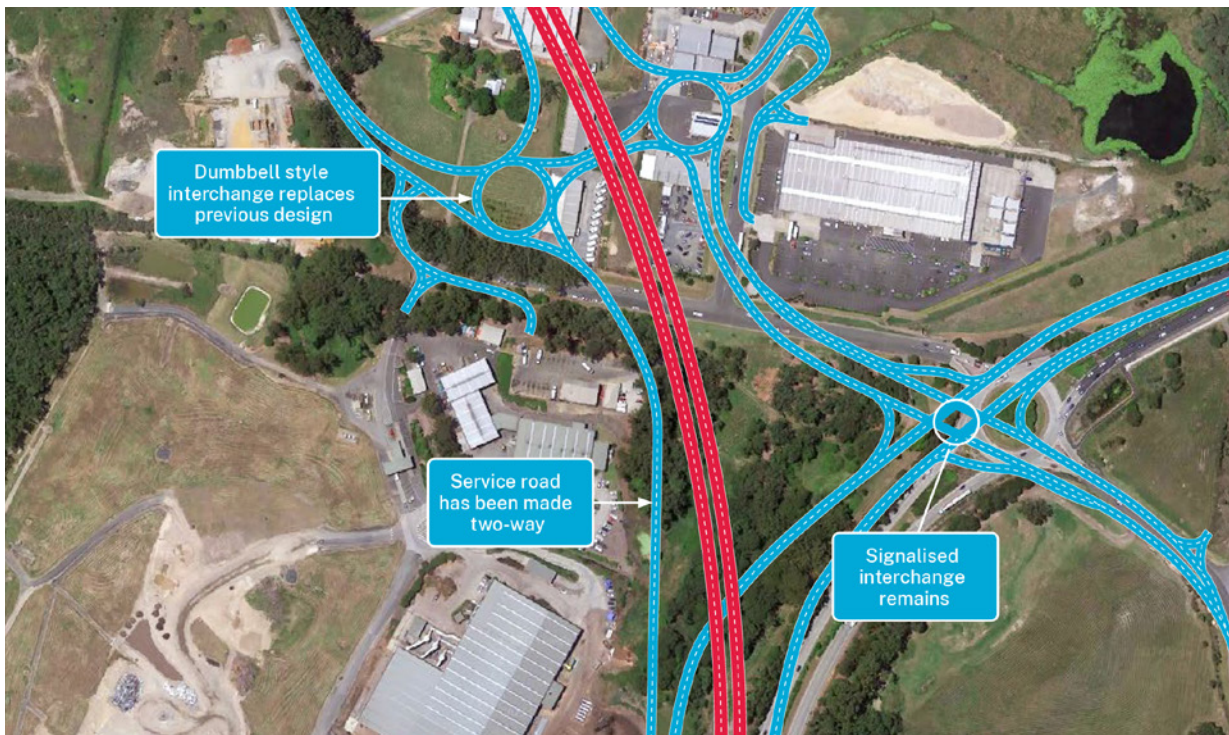 Dumbbell style
interchange replaces
previous design
Service road
has been made
two-way
Signalised
interchange
remains